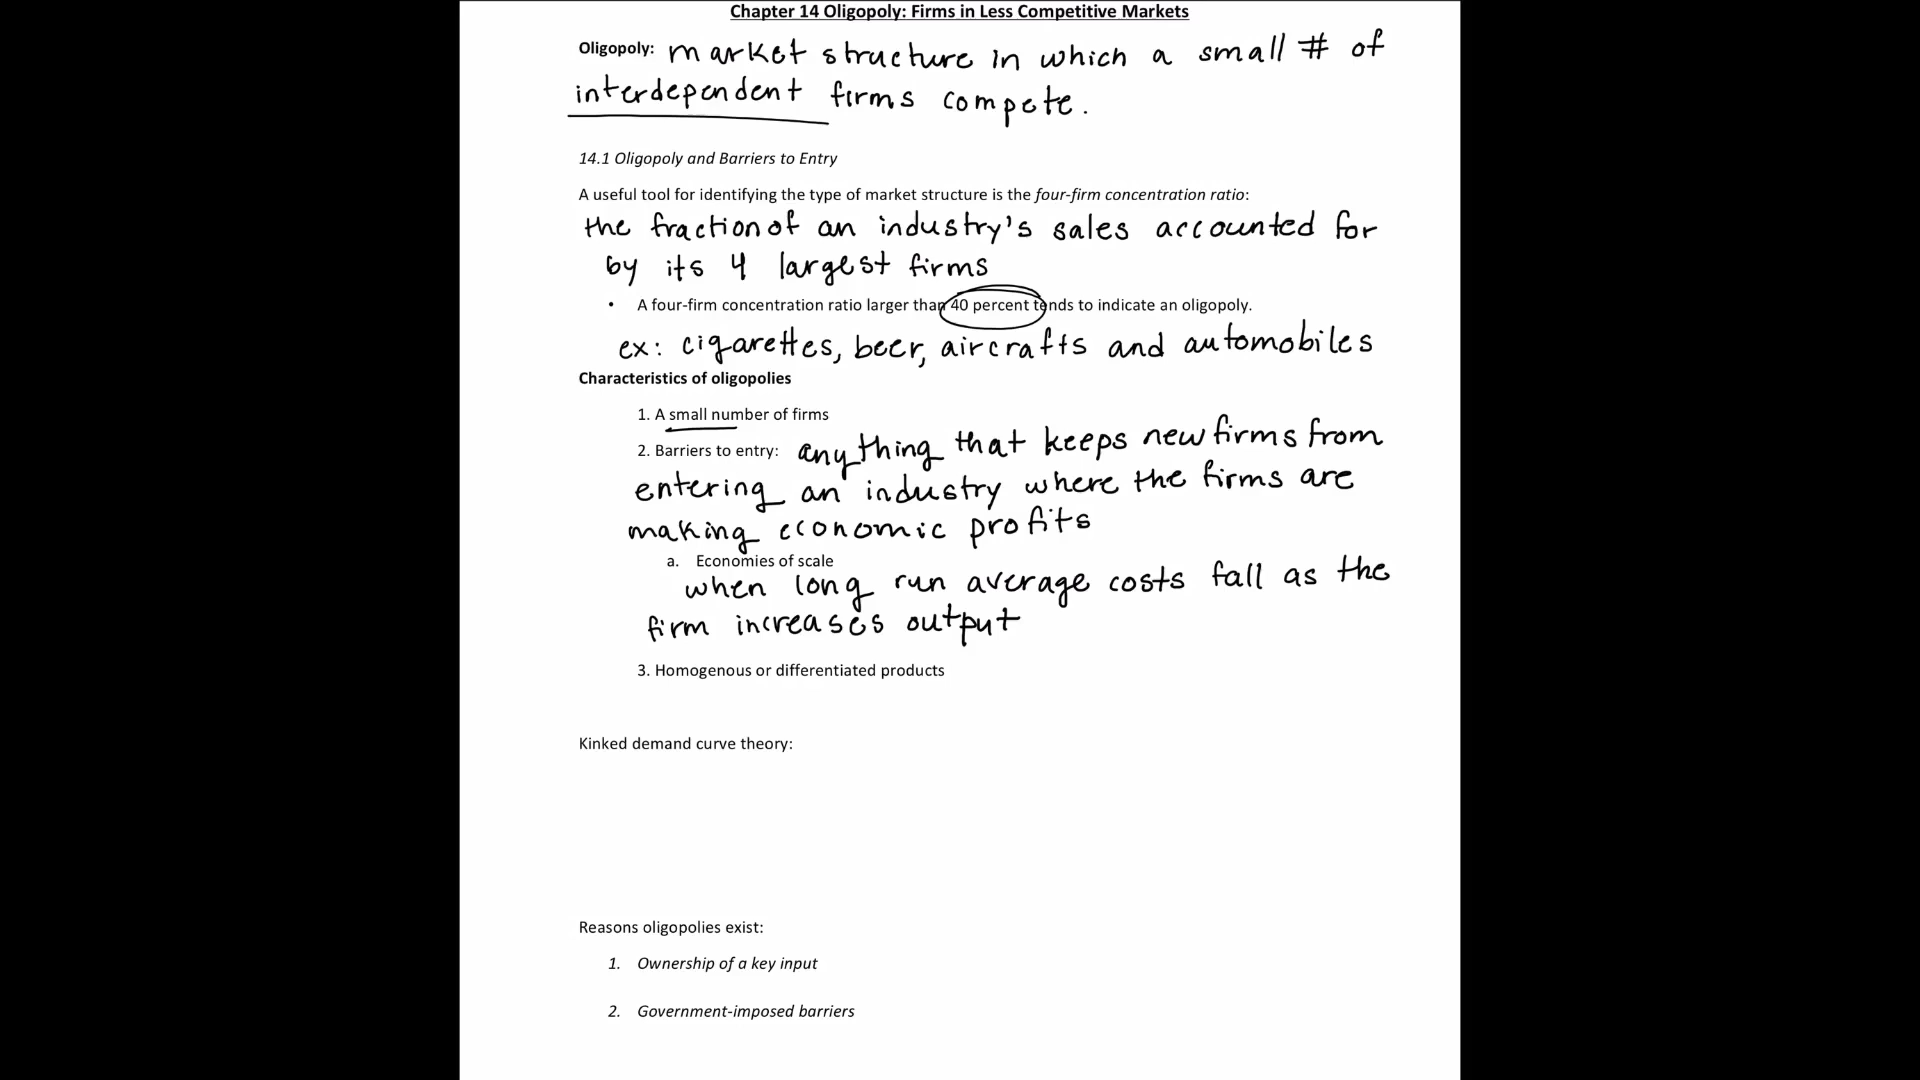 Chapter 14 Oligopoly: Firms in Less Competitive Markets
Oligopoly: market structure in which a small # of
interdependent firms compete.
14.1 Oligopoly and Barriers to Entry
A useful tool for identifying the type of market structure is the four-firm concentration ratio:
the fraction of an industry's sales accounted for
by its 4 largest firms
• A four-firm concentration ratio larger than 40 percent tends to indicate an oligopoly.
ex: cigarettes, beer, aircrafts and automobiles
Characteristics of oligopolies
1. A small number of firms
2. Barriers to entry: anything that keeps new firms from
entering an industry where the firms are
making economic profits
a. Economies of scale
when long run average costs fall as the
firm increases output
3. Homogenous or differentiated products
Kinked demand curve theory:
Reasons oligopolies exist:
1. Ownership of a key input
2. Government-imposed barriers